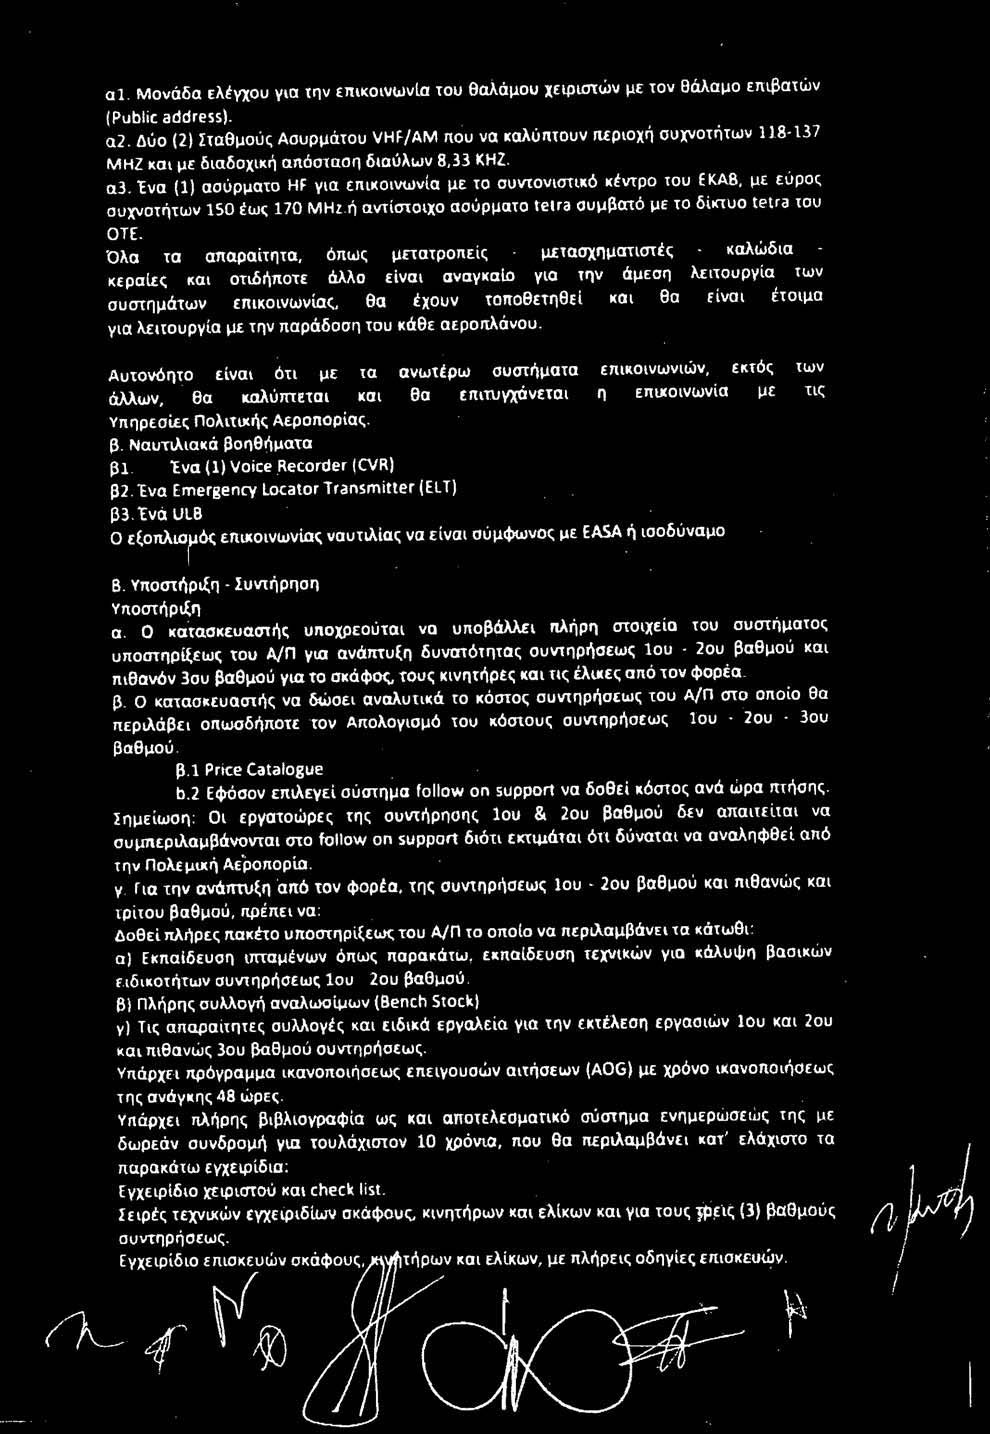 α1. Μονάδα ελέγχου για την επικοινωνία του θαλάμου χειριστών με τον θάλαμο επιβατών
(Public address).
α2. Δύο (2) Σταθμούς Ασυρμάτου VHF/AM που να καλύπτουν περιοχή συχνοτήτων 118-137
MHZ και με διαδοχική απόσταση διαύλων 8,33 KHZ.
α3. Ένα (1) ασύρματο HF για επικοινωνία με το συντονιστικό κέντρο του ΕΚΑΒ, με εύρος
συχνοτήτων 150 έως 170 MHz ή αντίστοιχο ασύρματο tetra συμβατό με το δίκτυο tetra του
ΟΤΕ.
Όλα τα απαραίτητα, όπως μετατροπείς - μετασχηματιστές - καλώδια -
κεραίες και οτιδήποτε άλλο είναι αναγκαίο για την άμεση λειτουργία των
συστημάτων επικοινωνίας, θα έχουν τοποθετηθεί και θα είναι έτοιμα
για λειτουργία με την παράδοση του κάθε αεροπλάνου.
Αυτονόητο είναι ότι με τα ανωτέρω συστήματα επικοινωνιών, εκτός των
άλλων, θα καλύπτεται και θα επιτυγχάνεται η επικοινωνία με τις
Υπηρεσίες Πολιτικής Αεροπορίας.
β. Ναυτιλιακά βοηθήματα
β1. Ένα (1) Voice Recorder (CVR)
β2. Ένα Emergency Locator Transmitter (ELT)
β3. Ένά ULB
Ο εξοπλισμός επικοινωνίας ναυτιλίας να είναι σύμφωνος με EASA ή ισοδύναμο
Β. Υποστήριξη - Συντήρηση
Υποστήριξη
α. Ο κατασκευαστής υποχρεούται να υποβάλλει πλήρη στοιχεία του συστήματος
υποστηρίξεως του Α/Π για ανάπτυξη δυνατότητας συντηρήσεως 1ου - 2ου βαθμού και
πιθανόν 3ου βαθμού για το σκάφος, τους κινητήρες και τις έλικες από τον φορέα.
β. Ο κατασκευαστής να δώσει αναλυτικά το κόστος συντηρήσεως του Α/Π στο οποίο θα
περιλάβει οπωσδήποτε τον Απολογισμό του κόστους συντηρήσεως 1ου - 2ου - 3ου
βαθμού.
β.1 Price Catalogue
b.2 Εφόσον επιλεγεί σύστημα follow on support να δοθεί κόστος ανά ώρα πτήσης.
Σημείωση: Οι εργατοώρες της συντήρησης 1ου & 2ου βαθμού δεν απαιτείται να
συμπεριλαμβάνονται στο follow on support διότι εκτιμάται ότι δύναται να αναληφθεί από
την Πολεμική Αεροπορία.
γ. Για την ανάπτυξη από τον φορέα, της συντηρήσεως 1ου - 2ου βαθμού και πιθανώς και
τρίτου βαθμού, πρέπει να:
Δοθεί πλήρες πακέτο υποστηρίξεως του Α/Π το οποίο να περιλαμβάνει τα κάτωθι:
α) Εκπαίδευση ιπταμένων όπως παρακάτω, εκπαίδευση τεχνικών για κάλυψη βασικών
ειδικοτήτων συντηρήσεως 1ου 2ου βαθμού.
β) Πλήρης συλλογή αναλωσίμων (Bench Stock)
γ) Τις απαραίτητες συλλογές και ειδικά εργαλεία για την εκτέλεση εργασιών 1ου και 2ου
και πιθανώς 3ου βαθμού συντηρήσεως.
Υπάρχει πρόγραμμα ικανοποιήσεως επειγουσών αιτήσεων (AOG) με χρόνο ικανοποιήσεως
της ανάγκης 48 ώρες.
Υπάρχει πλήρης βιβλιογραφία ως και αποτελεσματικό σύστημα ενημερώσεώς της με
δωρεάν συνδρομή για τουλάχιστον 10 χρόνια, που θα περιλαμβάνει κατ' ελάχιστο τα
παρακάτω εγχειρίδια:
Εγχειρίδιο χειριστού και check list.
Σειρές τεχνικών εγχειριδίων σκάφους, κινητήρων και ελίκων και για τους τρείς (3) βαθμούς
συντηρήσεως.
Εγχειρίδιο επισκευών σκάφους, κινητήρων και ελίκων, με πλήρεις οδηγίες επισκευών.